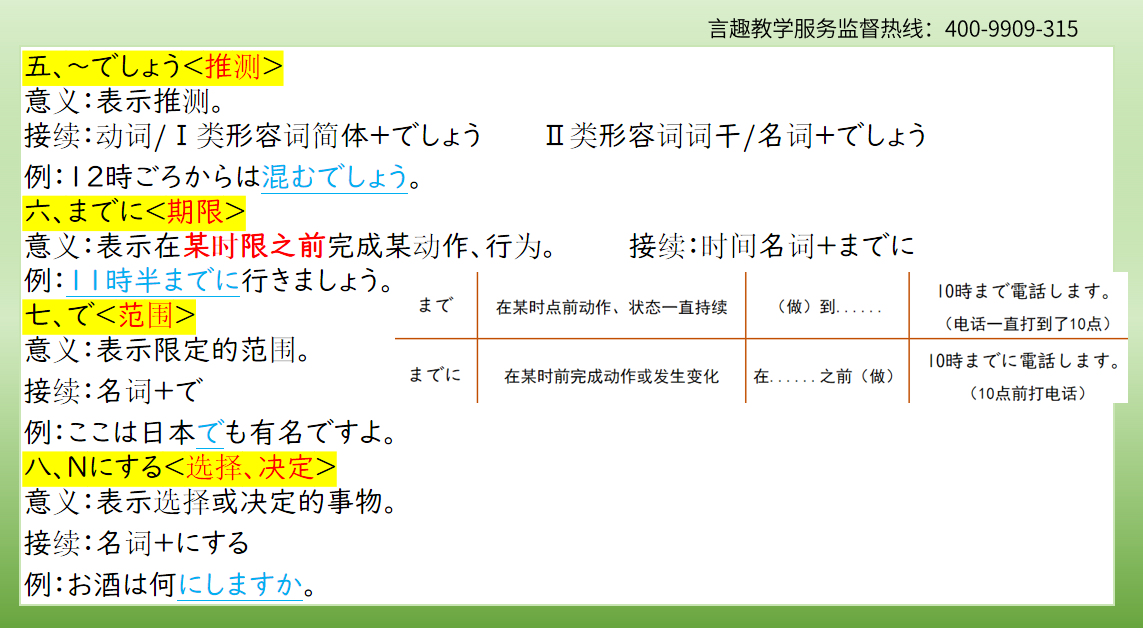 言趣教学服务监督热线：400-9909-315
五、～でしょう<推测>
意义：表示推测。
接续：动词/Ⅰ类形容词简体+でしょう　　Ⅱ类形容词词干/名词+でしょう
例：12時ごろからは混むでしょう。
六、までに<期限>
意义：表示在某时限之前完成某动作、行为。　　接续：时间名词+までに
例：11時半までに行きましょう。
七、で<范围>
意义：表示限定的范围。
接续：名词+で
例：ここは日本でも有名ですよ。
八、Nにする<选择、决定>
意义：表示选择或决定的事物。
接续：名词+にする
例：お酒は何にしますか。
まで　在某时点前动作、状态一直持续　（做）到......　10時まで電話します。
（电话一直打到了10点）
までに　在某时前完成动作或发生变化　在......之前（做）　10時までに電話します。
（10点前打电话）